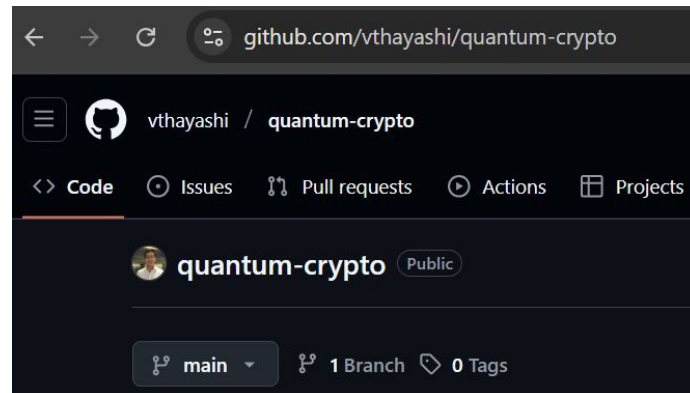 github.com/vthayashi/quantum-crypto
vthayashi / quantum-crypto
<> Code Issues Pull requests Actions Projects
quantum-crypto Public
main 1 Branch 0 Tags